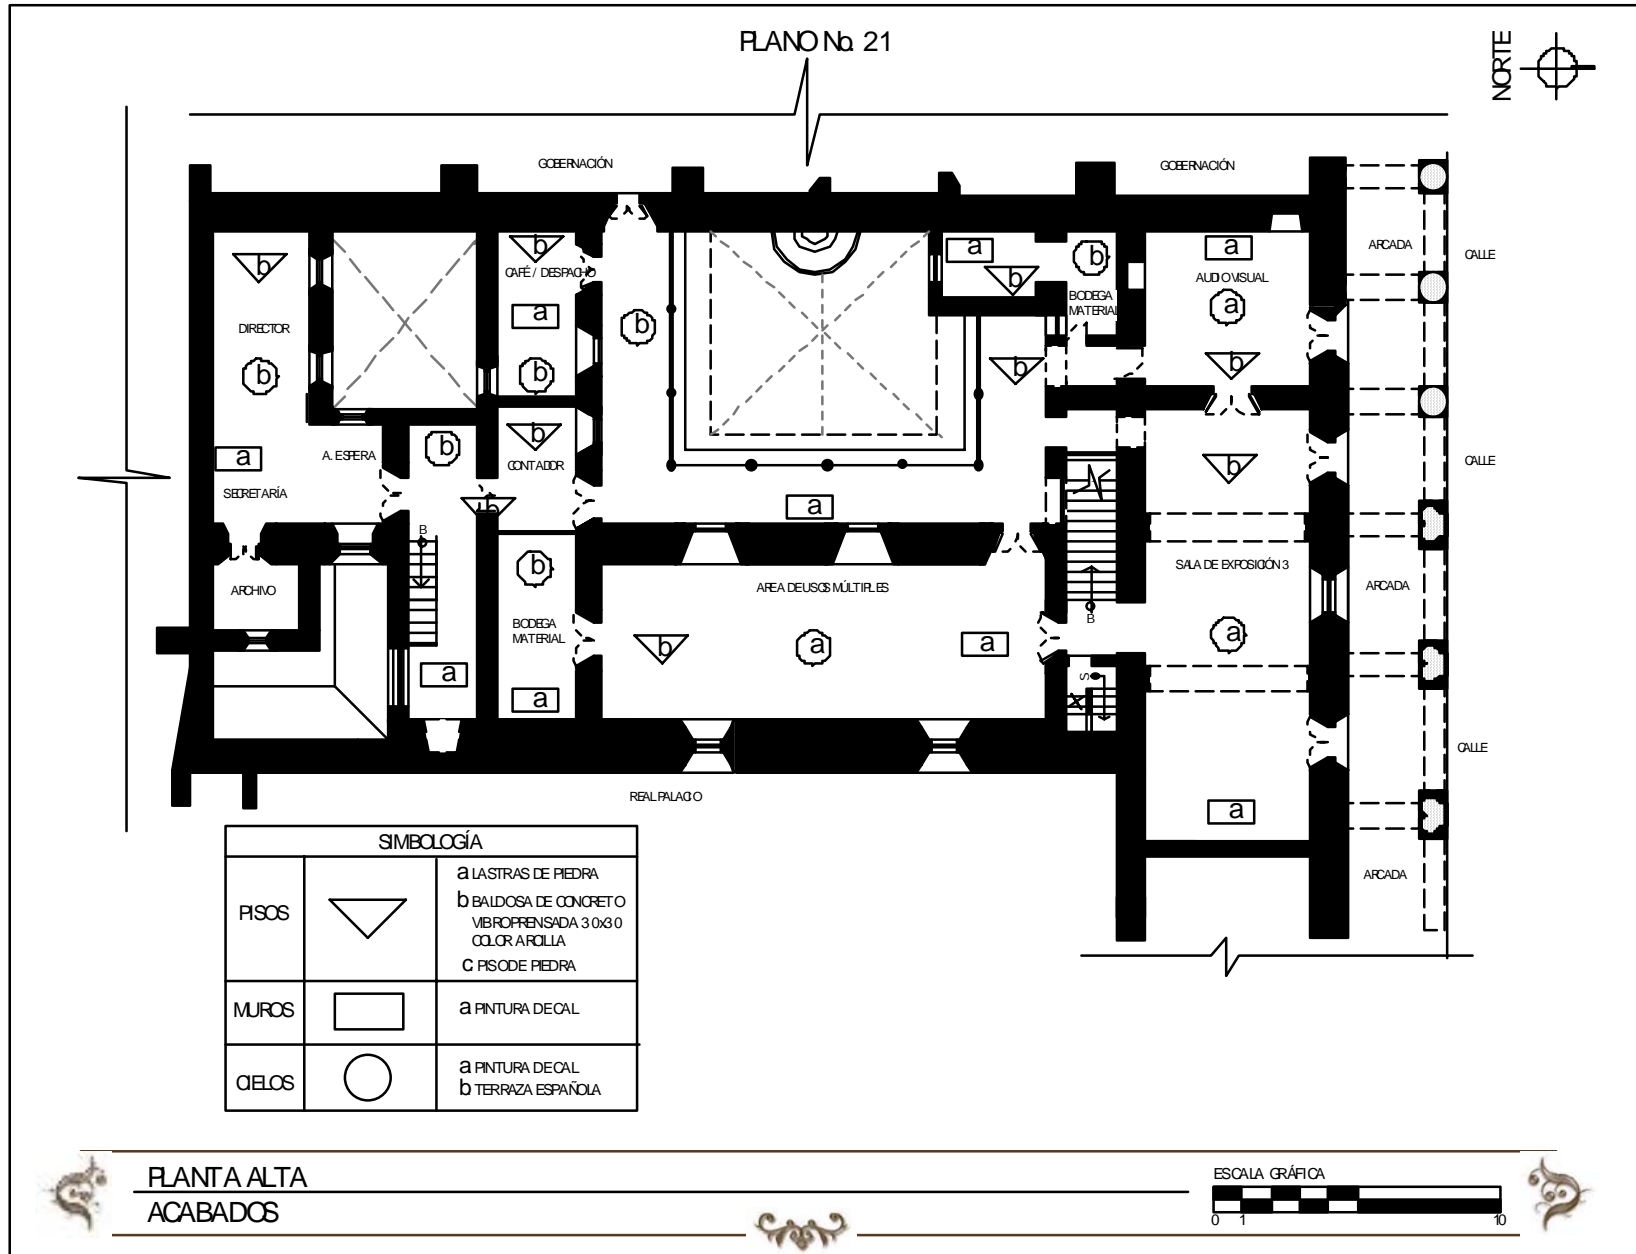 PLANO No. 21
NORTE
GOBERNACIÓN
GOBERNACIÓN
b
b
a
a
b
ARCADA
CALLE
CAFÉ / DESPACHO
AUDIOVISUAL
b
BODEGA
MATERIAL
a
a
DIRECTOR
b
b
b
b
b
b
A. ESPERA
a
SECRETARÍA
b
CONTADOR
b
CALLE
b
a
B
ARCHIVO
b
AREA DE USOS MÚLTIPLES
SALA DE EXPOSICIÓN 3
ARCADA
B
BODEGA
MATERIAL
b
a
a
a
S
a
a
CALLE
REAL PALACIO
a
ARCADA
SIMBOLOGÍA
PISOS
a LASTRAS DE PIEDRA
b BALDOSA DE CONCRETO
VIBROPRENSADA 30x30
COLOR ARCILLA
c PISO DE PIEDRA
MUROS
a PINTURA DE CAL
CIELOS
a PINTURA DE CAL
b TERRAZA ESPAÑOLA
PLANTA ALTA
ACABADOS
ESCALA GRÁFICA
0 1 10